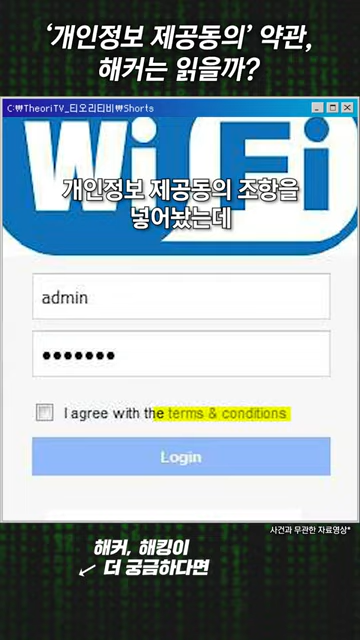 ‘개인정보 제공동의’ 약관,
해커는 읽을까?
C:₩TheoriTV_티오리티비₩Shorts
Wi Fi
개인정보 제공동의 조항을
넣어놨는데
admin
●●●●●●●
I agree with the terms & conditions
Login
사건과 무관한 자료영상*
해커, 해킹이
더 궁금하다면